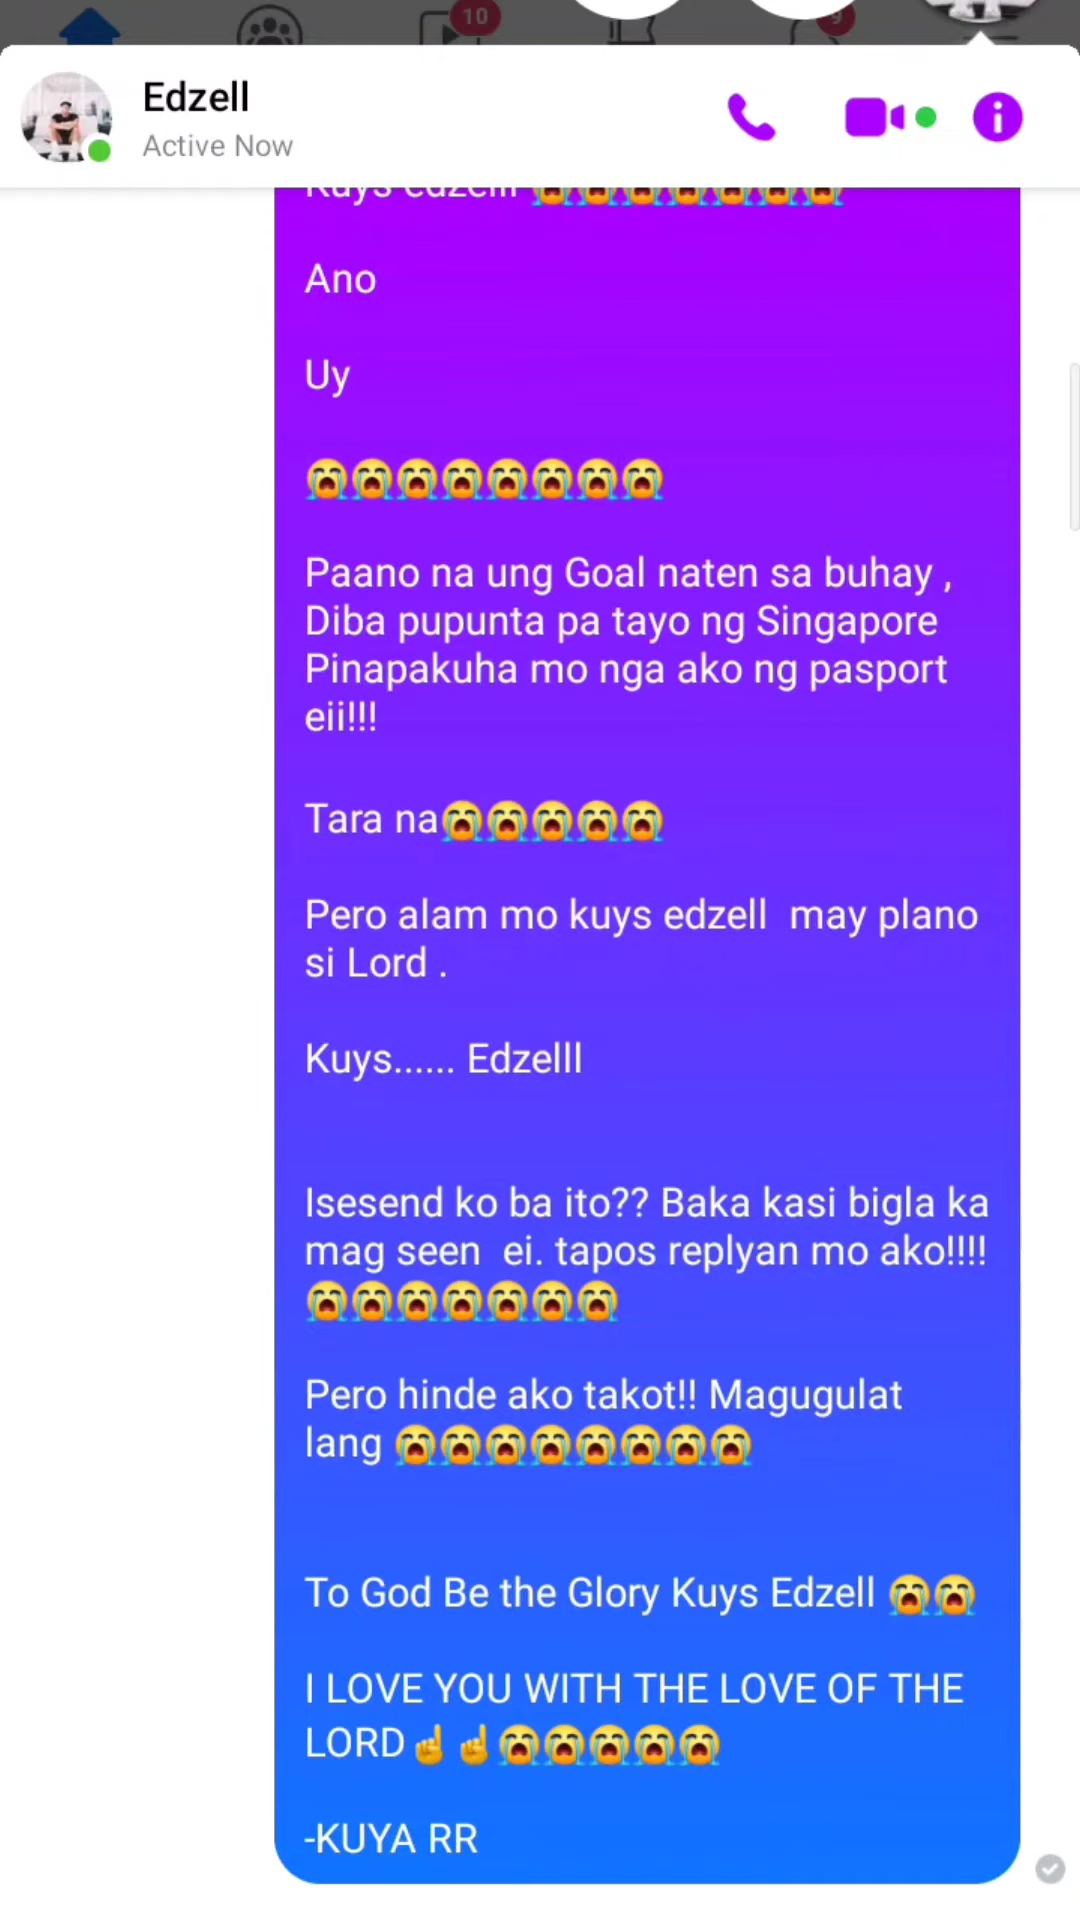 10
9
Edzell
Active Now
Kuys edzelll 😭😭😭😭😭😭😭
Ano
Uy
😭😭😭😭😭😭😭😭
Paano na ung Goal naten sa buhay ,
Diba pupunta pa tayo ng Singapore
Pinapakuha mo nga ako ng pasport
eii!!!
Tara na😭😭😭😭😭
Pero alam mo kuys edzell  may plano
si Lord .
Kuys...... Edzelll
Isesend ko ba ito?? Baka kasi bigla ka
mag seen  ei. tapos replyan mo ako!!!!
😭😭😭😭😭😭😭
Pero hinde ako takot!! Magugulat
lang 😭😭😭😭😭😭😭😭
To God Be the Glory Kuys Edzell 😭😭
I LOVE YOU WITH THE LOVE OF THE
LORD☝️☝️😭😭😭😭😭
-KUYA RR